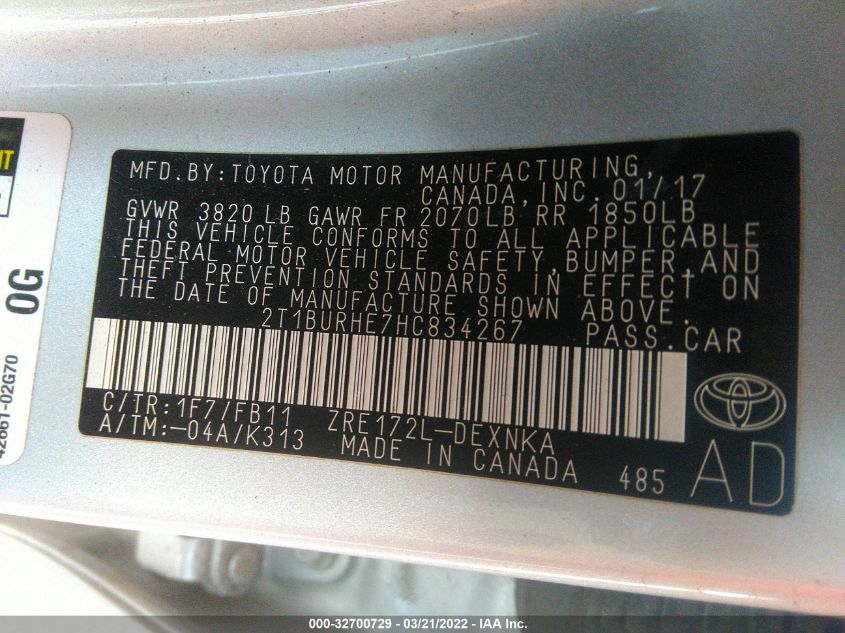 MFD.BY:TOYOTA MOTOR MANUFACTURING,
CANADA,INC. 01/17
GVWR 3820 LB GAWR FR 2070LB RR 1850LB
THIS VEHICLE CONFORMS TO ALL APPLICABLE
FEDERAL MOTOR VEHICLE SAFETY,BUMPER,AND
THEFT PREVENTION STANDARDS IN EFFECT ON
THE DATE OF MANUFACTURE SHOWN ABOVE.
2T1BURHE7HC834267 PASS.CAR
C/TR:1F7/FB11 ZRE172L-DEXNKA
A/TM:-04A/K313 MADE IN CANADA 485 AD
0G
42661-02G70
000-32700729 - 03/21/2022 - IAA Inc.